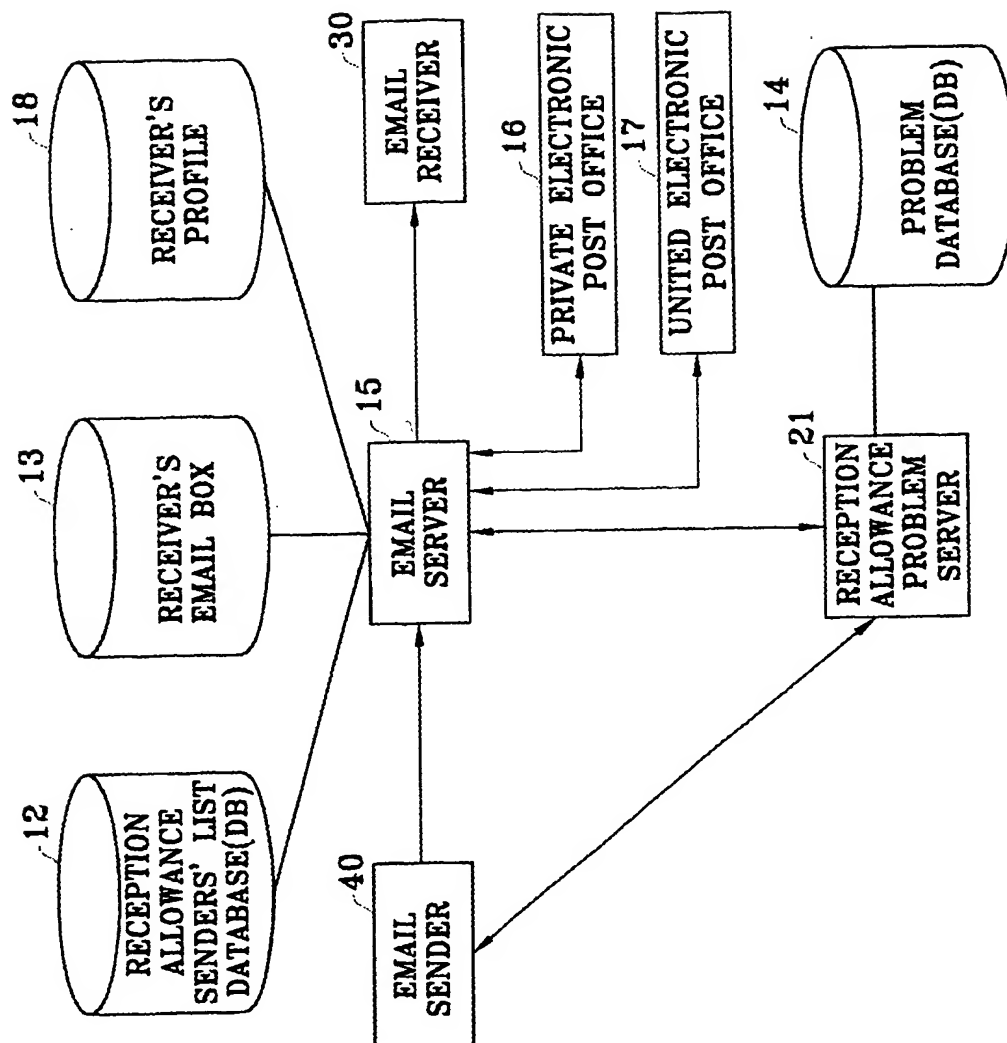 12
RECEPTION
ALLOWANCE
SENDERS' LIST
DATABASE(DB)
13
RECEIVER'S
EMAIL BOX
18
RECEIVER'S
PROFILE
40
EMAIL
SENDER
15
EMAIL
SERVER
30
EMAIL
RECEIVER
16
PRIVATE ELECTRONIC
POST OFFICE
17
UNITED ELECTRONIC
POST OFFICE
21
RECEPTION
ALLOWANCE
PROBLEM
SERVER
14
PROBLEM
DATABASE(DB)